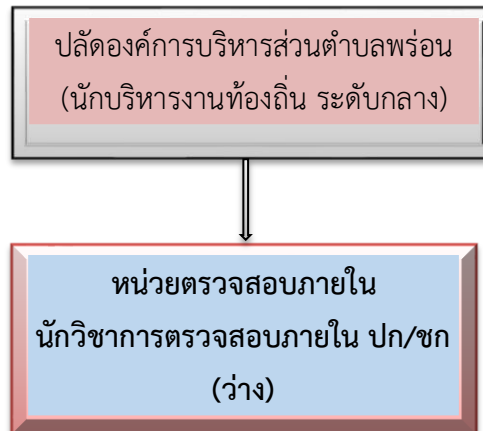 ปลัดองค์การบริหารส่วนตำบลพร่อน
(นักบริหารงานท้องถิ่น ระดับกลาง)
หน่วยตรวจสอบภายใน
นักวิชาการตรวจสอบภายใน ปก/ชก
(ว่าง)